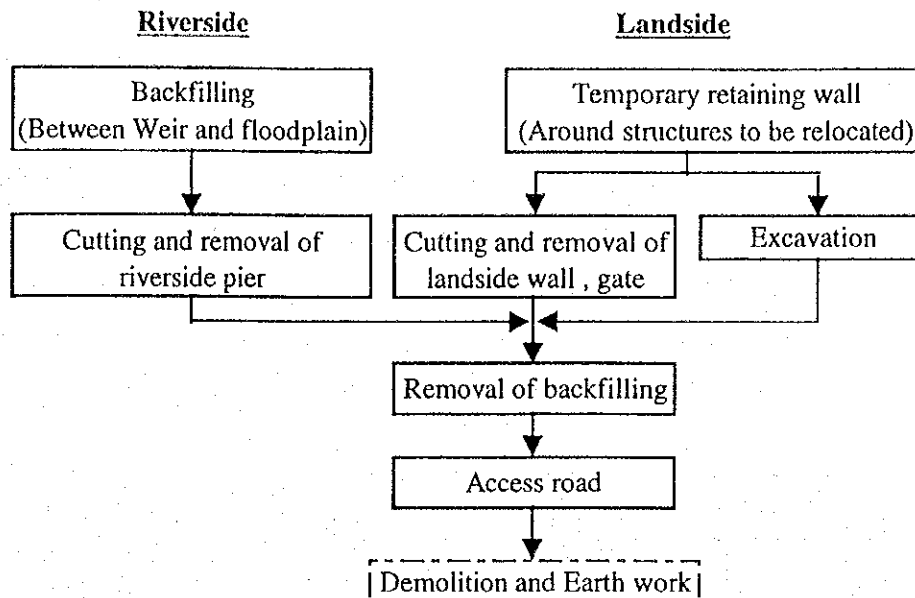 Riverside
Landside
Backfilling
(Between Weir and floodplain)
Temporary retaining wall
(Around structures to be relocated)
Cutting and removal of
riverside pier
Cutting and removal of
landside wall , gate
Excavation
Removal of backfilling
Access road
Demolition and Earth work